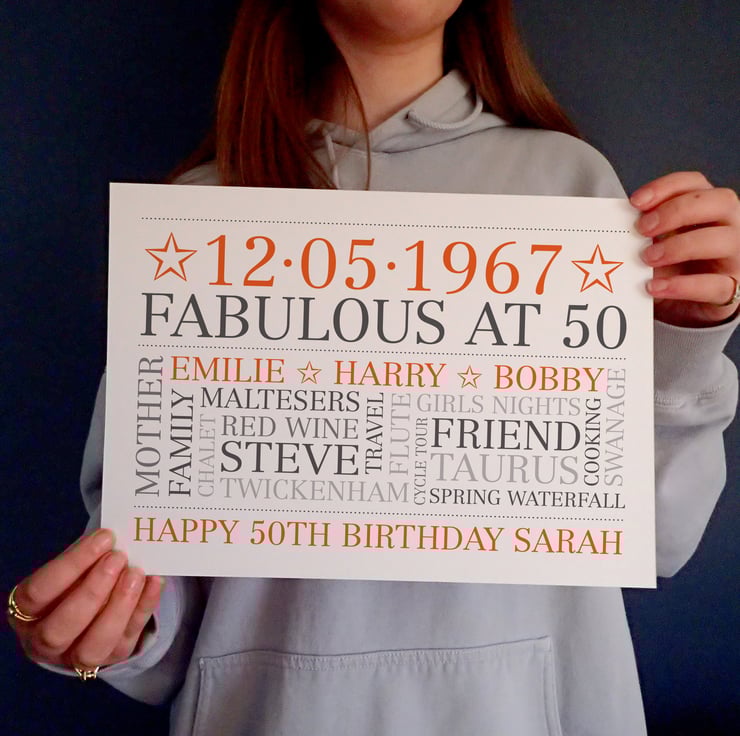 12·05·1967
FABULOUS AT 50
EMILIE ☆ HARRY ☆ BOBBY
MOTHER
FAMILY
CHALET
MALTESERS
RED WINE
STEVE
TWICKENHAM
TRAVEL
FLUTE
CYCLE TOUR
GIRLS NIGHTS
FRIEND
TAURUS
SPRING WATERFALL
COOKING
SWANAGE
HAPPY 50TH BIRTHDAY SARAH